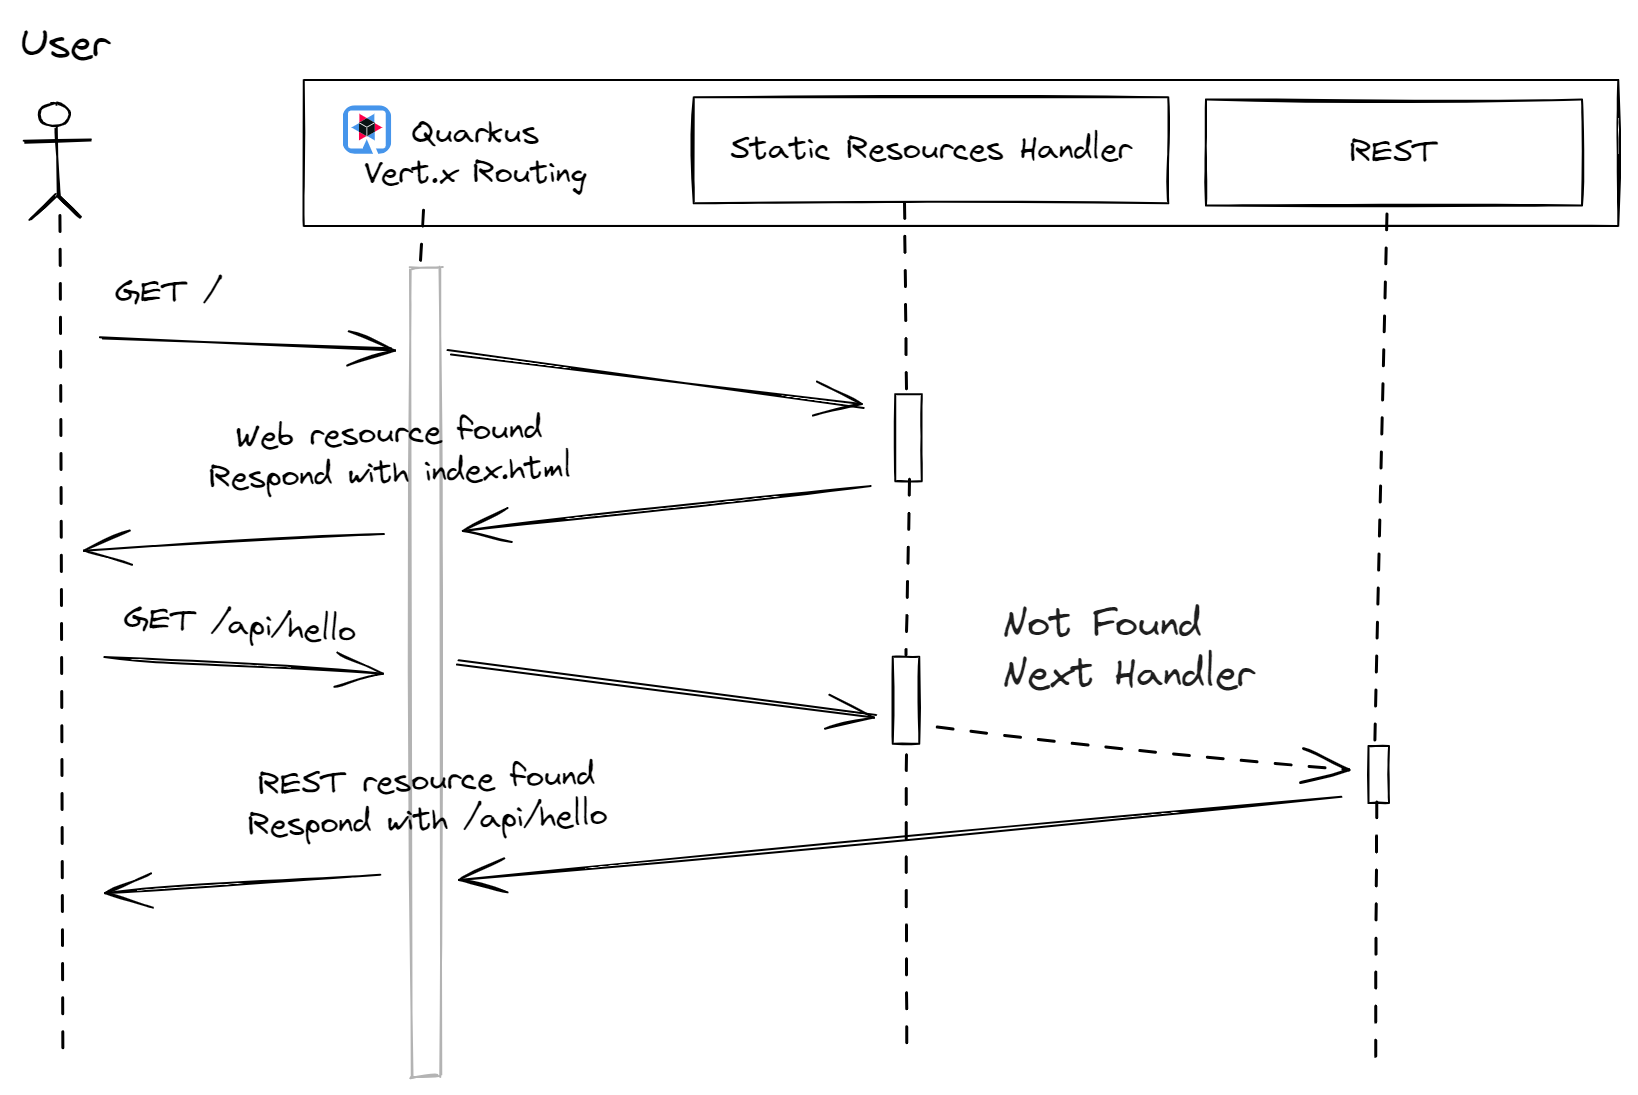 User
Quarkus
Vert.x Routing
Static Resources Handler
REST
GET /
Web resource found
Respond with index.html
GET /api/hello
Not Found
Next Handler
REST resource found
Respond with /api/hello